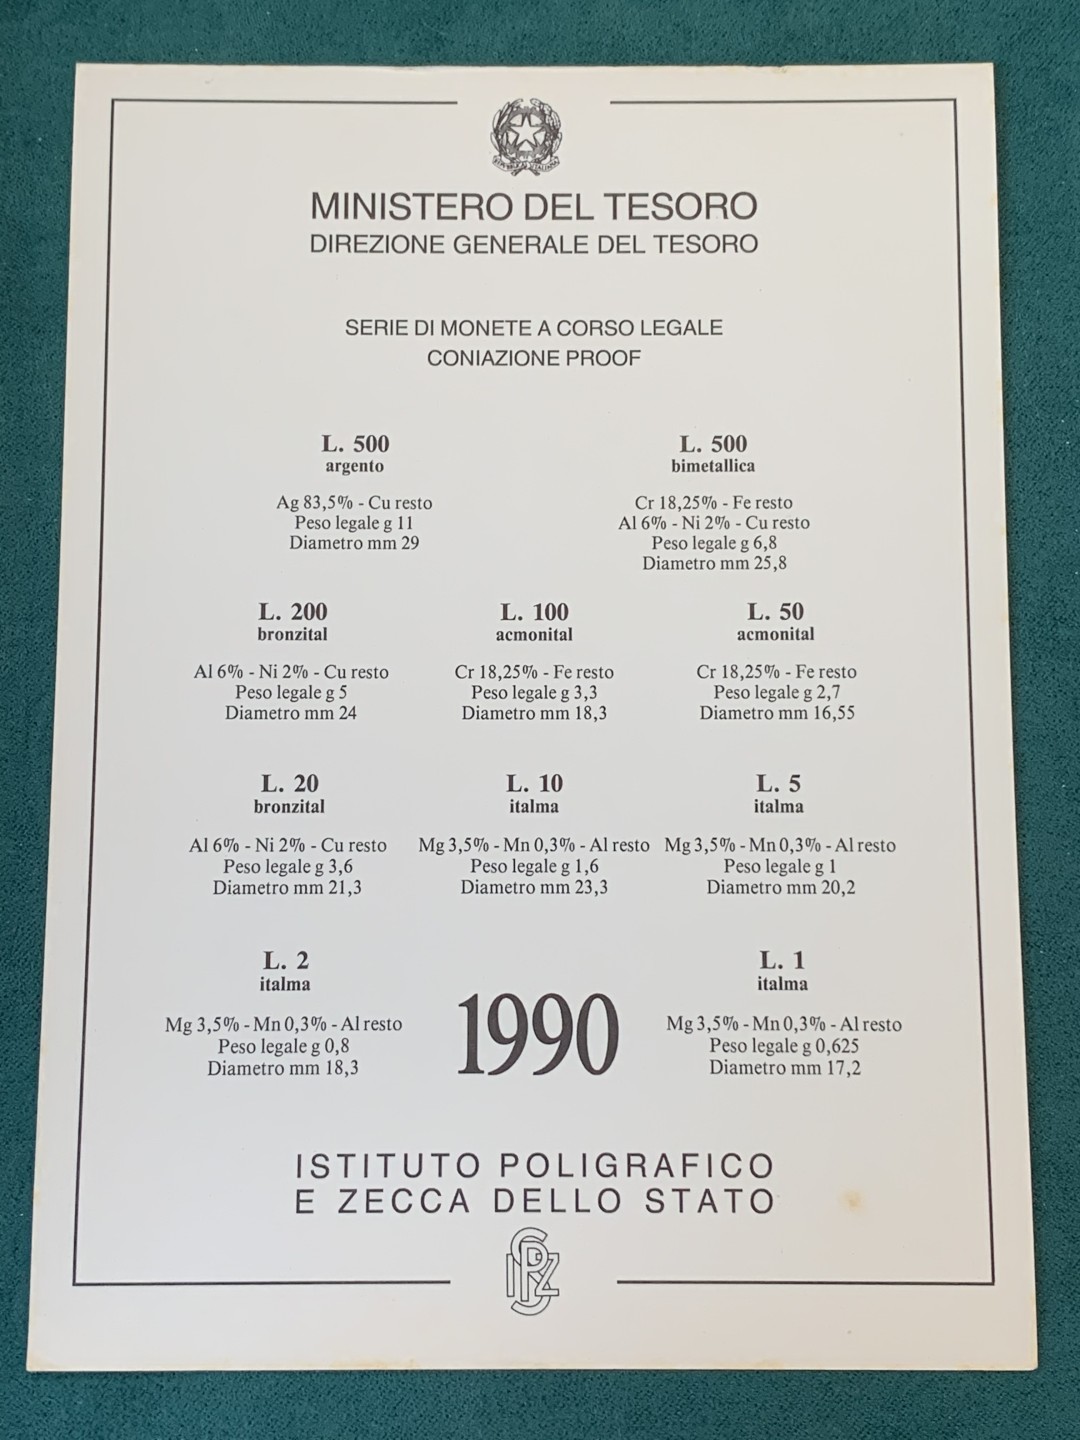 REPUBBLICA ITALIANA
MINISTERO DEL TESORO
DIREZIONE GENERALE DEL TESORO
SERIE DI MONETE A CORSO LEGALE
CONIAZIONE PROOF
L. 500
argento
Ag 83,5% - Cu resto
Peso legale g 11
Diametro mm 29
L. 500
bimetallica
Cr 18,25% - Fe resto
Al 6% - Ni 2% - Cu resto
Peso legale g 6,8
Diametro mm 25,8
L. 200
bronzital
Al 6% - Ni 2% - Cu resto
Peso legale g 5
Diametro mm 24
L. 100
acmonital
Cr 18,25% - Fe resto
Peso legale g 3,3
Diametro mm 18,3
L. 50
acmonital
Cr 18,25% - Fe resto
Peso legale g 2,7
Diametro mm 16,55
L. 20
bronzital
Al 6% - Ni 2% - Cu resto
Peso legale g 3,6
Diametro mm 21,3
L. 10
italma
Mg 3,5% - Mn 0,3% - Al resto
Peso legale g 1,6
Diametro mm 23,3
L. 5
italma
Mg 3,5% - Mn 0,3% - Al resto
Peso legale g 1
Diametro mm 20,2
L. 2
italma
Mg 3,5% - Mn 0,3% - Al resto
Peso legale g 0,8
Diametro mm 18,3
1990
L. 1
italma
Mg 3,5% - Mn 0,3% - Al resto
Peso legale g 0,625
Diametro mm 17,2
ISTITUTO POLIGRAFICO
E ZECCA DELLO STATO
IPZS